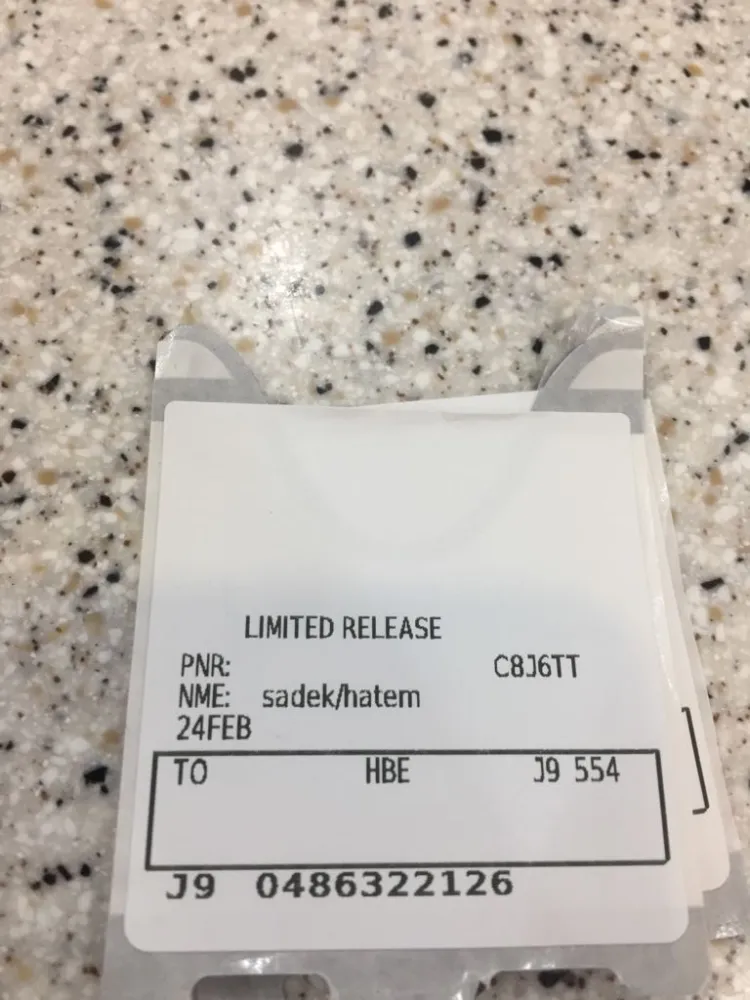 LIMITED RELEASE
PNR: C8J6TT
NME: sadek/hatem
24FEB
TO HBE J9 554
J9 0486322126